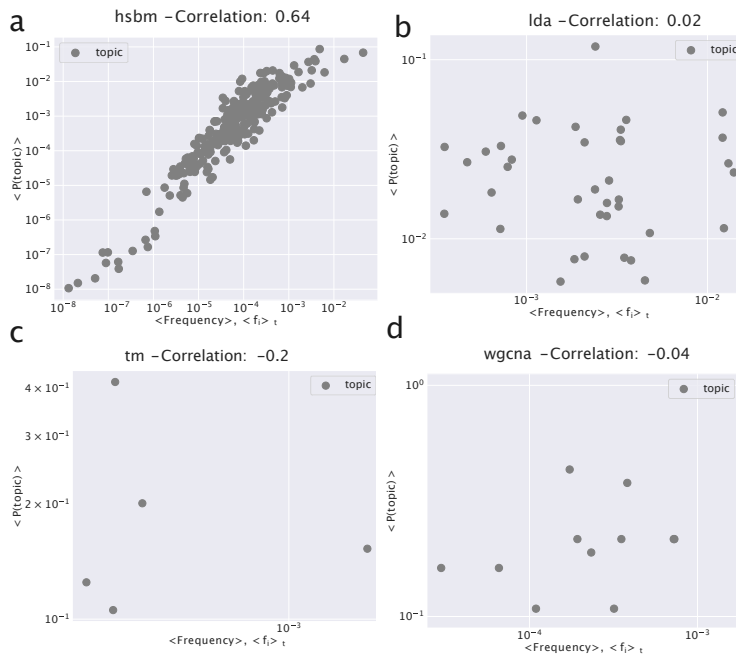 a
hsbm –Correlation: 0.64
topic
10⁻¹
10⁻²
10⁻³
10⁻⁴
10⁻⁵
10⁻⁶
10⁻⁷
10⁻⁸
< P(topic) >
10⁻⁸ 10⁻⁷ 10⁻⁶ 10⁻⁵ 10⁻⁴ 10⁻³ 10⁻²
<Frequency>, < fᵢ> ₜ
b
lda –Correlation: 0.02
topic
10⁻¹
10⁻²
< P(topic) >
10⁻³ 10⁻²
<Frequency>, < fᵢ> ₜ
c
tm –Correlation: –0.2
topic
4 × 10⁻¹
3 × 10⁻¹
2 × 10⁻¹
10⁻¹
< P(topic) >
10⁻³
<Frequency>, < fᵢ> ₜ
d
wgcna –Correlation: –0.04
topic
10⁰
10⁻¹
< P(topic) >
10⁻⁴ 10⁻³
<Frequency>, < fᵢ> ₜ